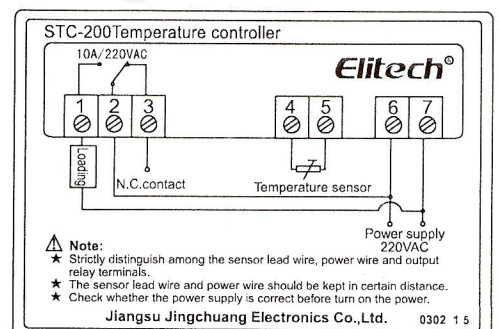 STC-200Temperature controller
10A/220VAC
Elitech®
1 2 3 4 5 6 7
Loading
N.C.contact
Temperature sensor
Power supply
220VAC
Note:
★ Strictly distinguish among the sensor lead wire, power wire and output
relay terminals.
★ The sensor lead wire and power wire should be kept in certain distance.
★ Check whether the power supply is correct before turn on the power.
Jiangsu Jingchuang Electronics Co.,Ltd.
0302 1 5